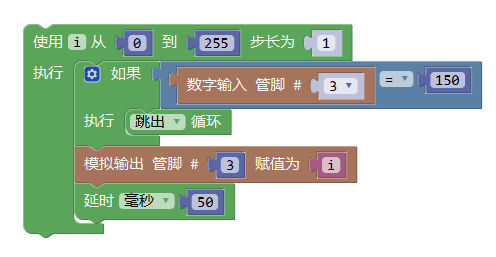 使用 i 从 0 到 255 步长为 1
执行 如果 数字输入 管脚 # 3 = 150
执行 跳出 循环
模拟输出 管脚 # 3 赋值为 i
延时 毫秒 50